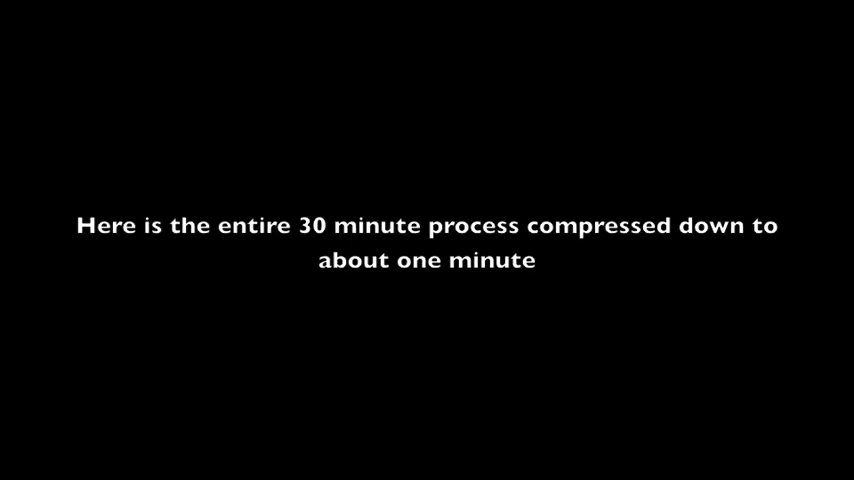 Here is the entire 30 minute process compressed down to
about one minute